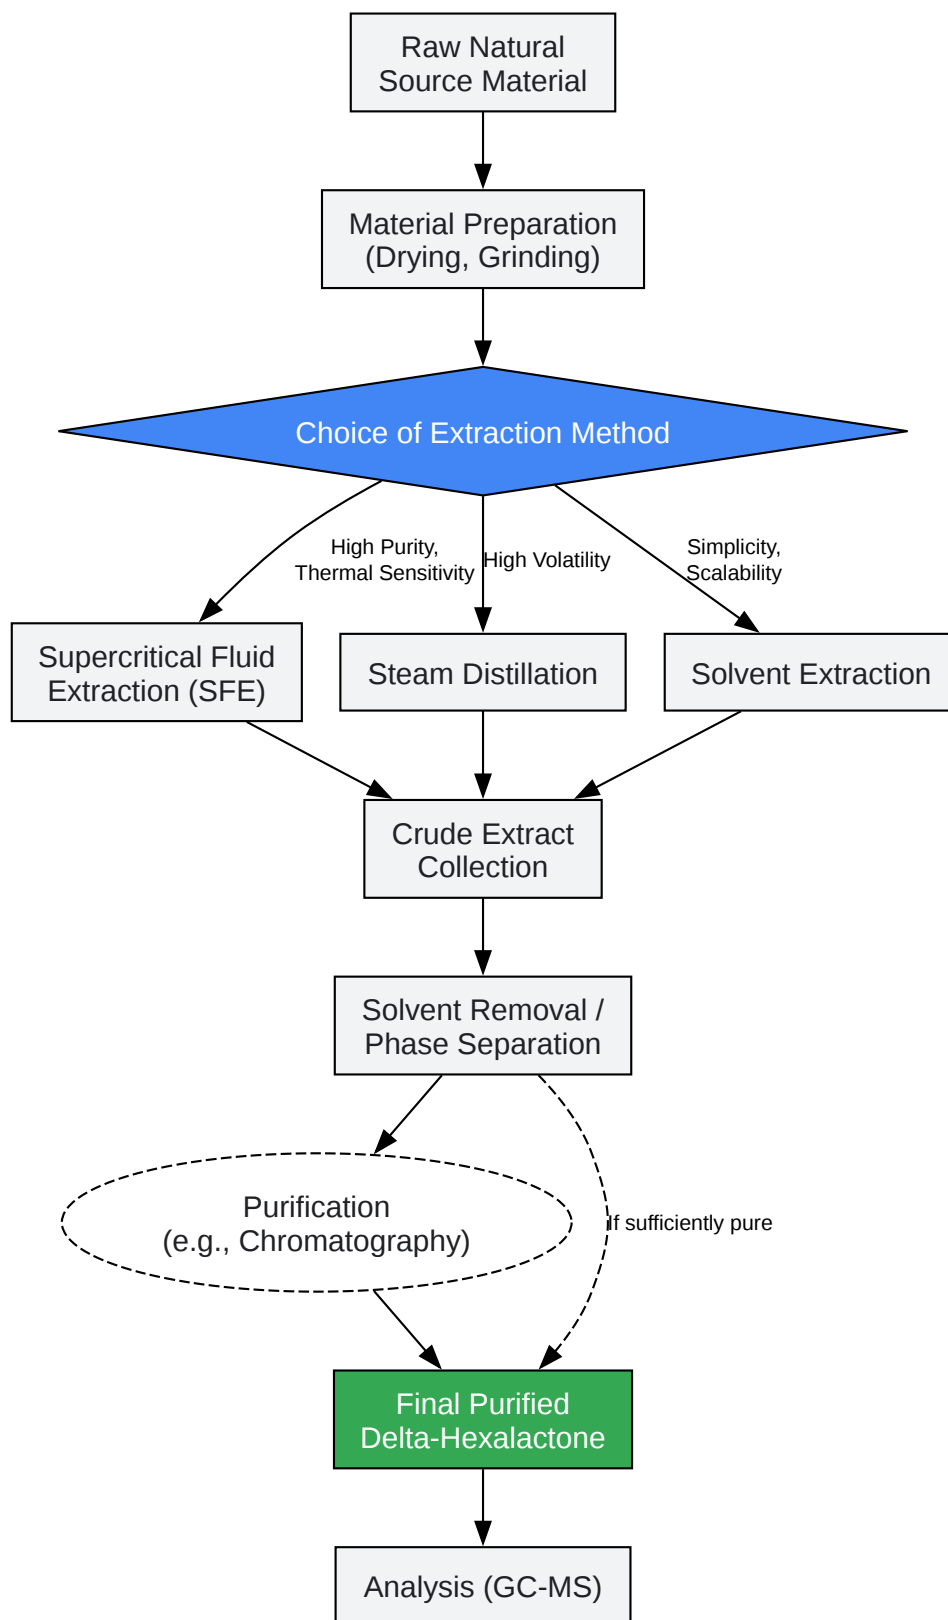 Raw Natural
Source Material
Material Preparation
(Drying, Grinding)
Choice of Extraction Method
High Purity,
Thermal Sensitivity
High Volatility
Simplicity,
Scalability
Supercritical Fluid
Extraction (SFE)
Steam Distillation
Solvent Extraction
Crude Extract
Collection
Solvent Removal /
Phase Separation
Purification
(e.g., Chromatography)
If sufficiently pure
Final Purified
Delta-Hexalactone
Analysis (GC-MS)